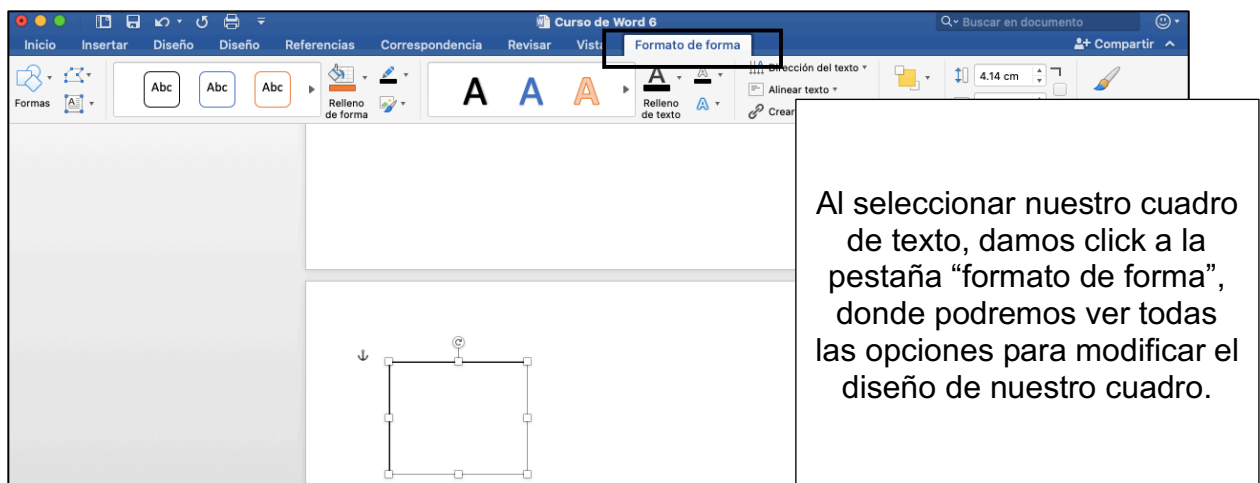 Curso de Word 6
Buscar en documento
Inicio Insertar Diseño Diseño Referencias Correspondencia Revisar Vista Formato de forma Compartir
Abc Abc Abc
A A A A A
Dirección del texto
4.14 cm
Alinear texto
Formas
Relleno
de forma
Relleno
de texto
Crear
Al seleccionar nuestro cuadro
de texto, damos click a la
pestaña “formato de forma”,
donde podremos ver todas
las opciones para modificar el
diseño de nuestro cuadro.